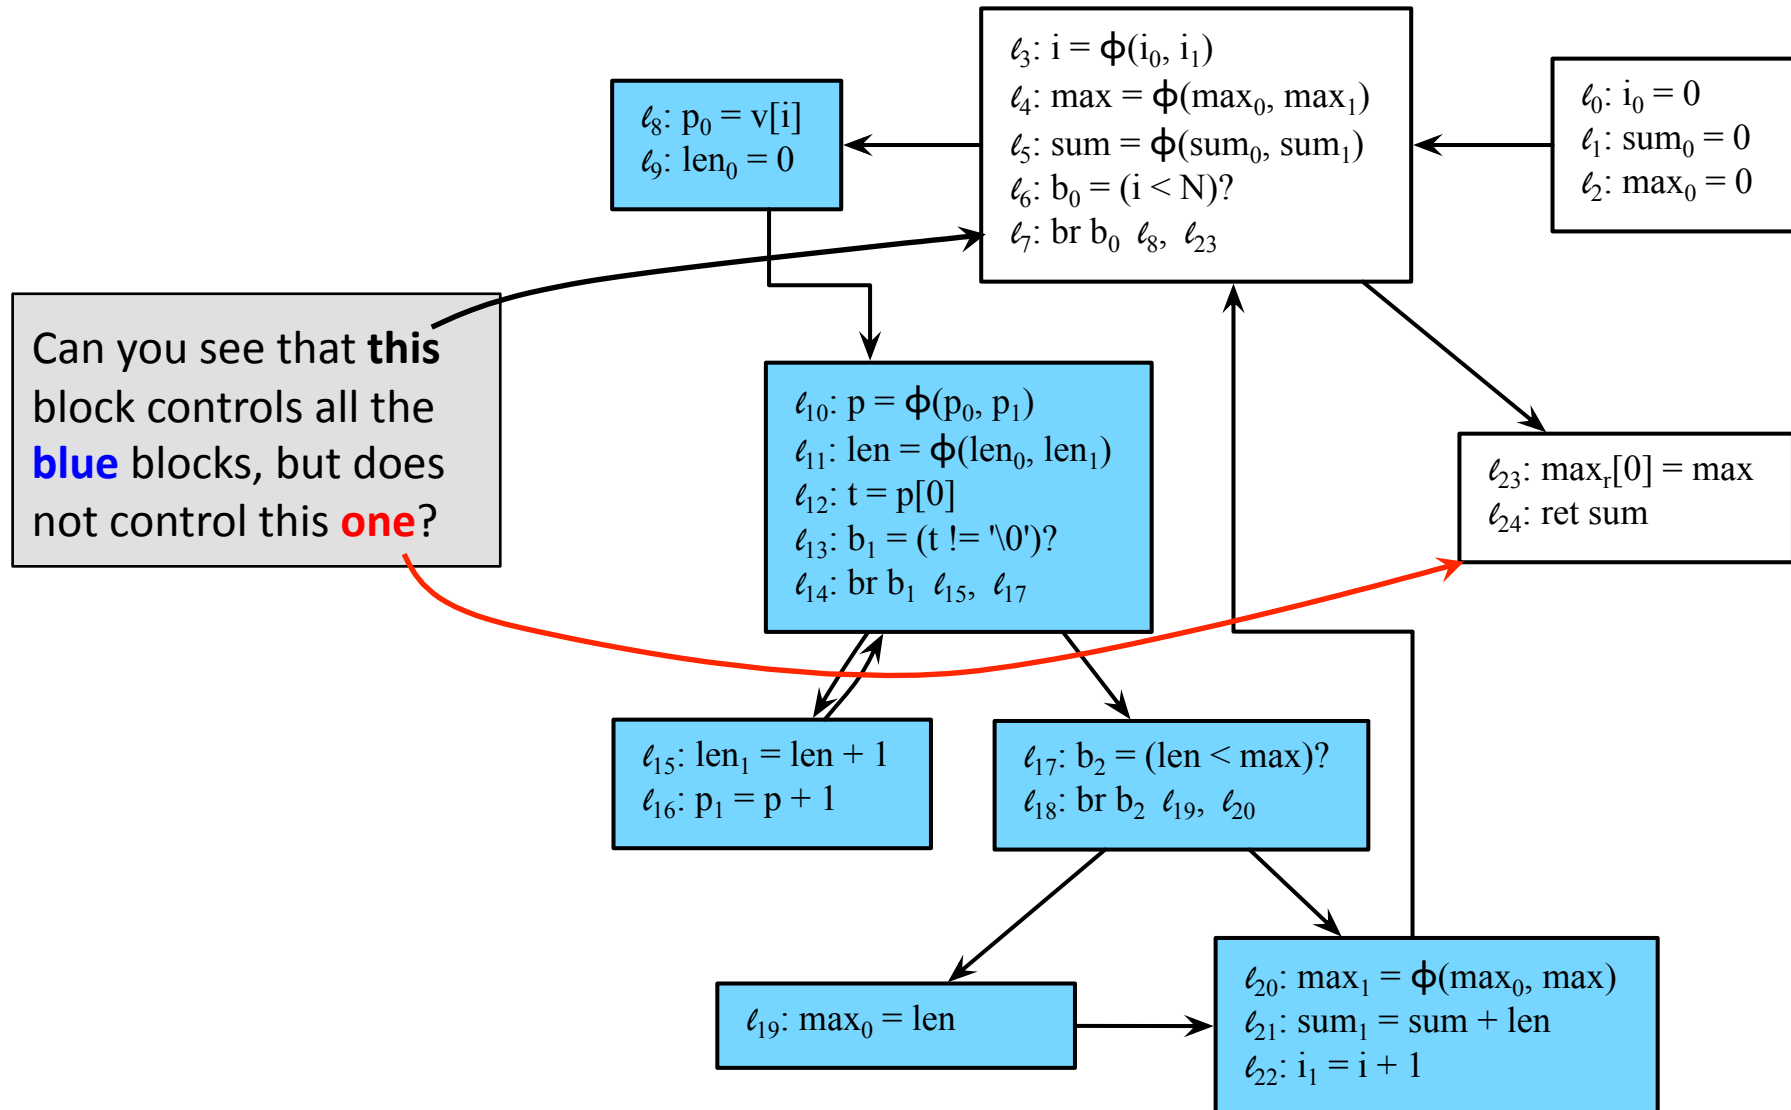 ℓ3: i = ϕ(i0, i1)
ℓ4: max = ϕ(max0, max1)
ℓ5: sum = ϕ(sum0, sum1)
ℓ6: b0 = (i < N)?
ℓ7: br b0 ℓ8, ℓ23
ℓ0: i0 = 0
ℓ1: sum0 = 0
ℓ2: max0 = 0
ℓ8: p0 = v[i]
ℓ9: len0 = 0
Can you see that this
block controls all the
blue blocks, but does
not control this one?
ℓ10: p = ϕ(p0, p1)
ℓ11: len = ϕ(len0, len1)
ℓ12: t = p[0]
ℓ13: b1 = (t != '\0')?
ℓ14: br b1 ℓ15, ℓ17
ℓ23: maxr[0] = max
ℓ24: ret sum
ℓ15: len1 = len + 1
ℓ16: p1 = p + 1
ℓ17: b2 = (len < max)?
ℓ18: br b2 ℓ19, ℓ20
ℓ19: max0 = len
ℓ20: max1 = ϕ(max0, max)
ℓ21: sum1 = sum + len
ℓ22: i1 = i + 1